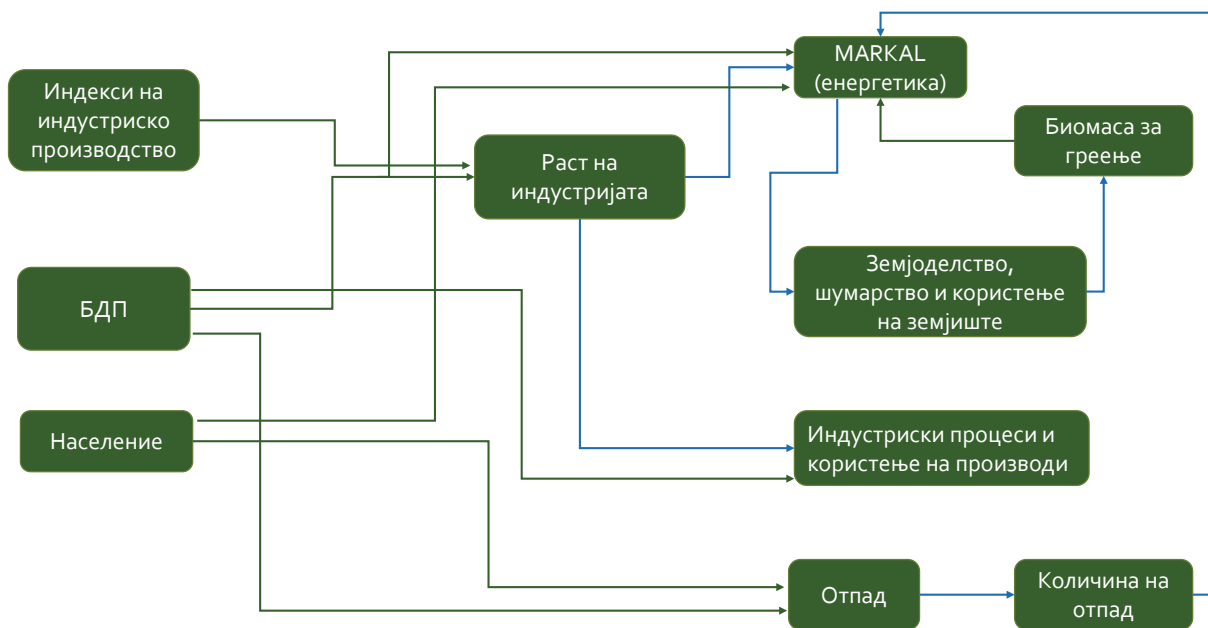 Индекси на
индустриско
производство
БДП
Население
Раст на
индустријата
MARKAL
(енергетика)
Биомаса за
греење
Земјоделство,
шумарство и користење
на земјиште
Индустриски процеси и
користење на производи
Отпад
Количина на
отпад